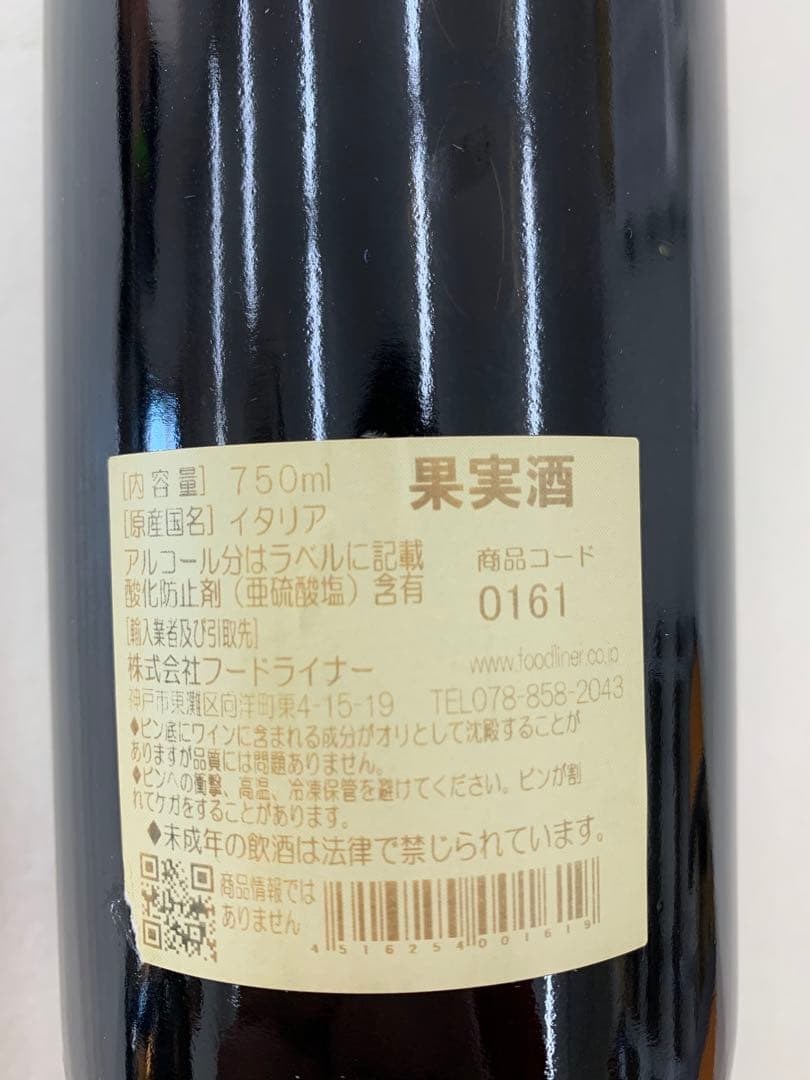 [内 容 量] 750ml
果実酒
[原産国名] イタリア
アルコール分はラベルに記載
酸化防止剤（亜硫酸塩）含有
商品コード
0161
[輸入業者及び引取先]
株式会社フードライナー
www.foodliner.co.jp
神戸市東灘区向洋町東4-15-19 TEL078-858-2043
◆ビン底にワインに含まれる成分がオリとして沈殿することが
ありますが品質には問題ありません。
◆ビンへの衝撃、高温、冷凍保管を避けてください。ビンが割
れてケガをすることがあります。
◆未成年の飲酒は法律で禁じられています。
商品情報では
ありません
4516254001619